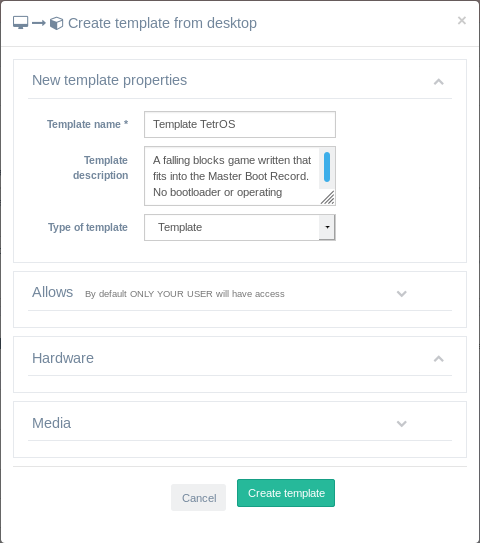 Create template from desktop
×
New template properties
Template name *
Template TetrOS
Template description
A falling blocks game written that
fits into the Master Boot Record.
No bootloader or operating
Type of template
Template
Allows By default ONLY YOUR USER will have access
Hardware
Media
Cancel
Create template